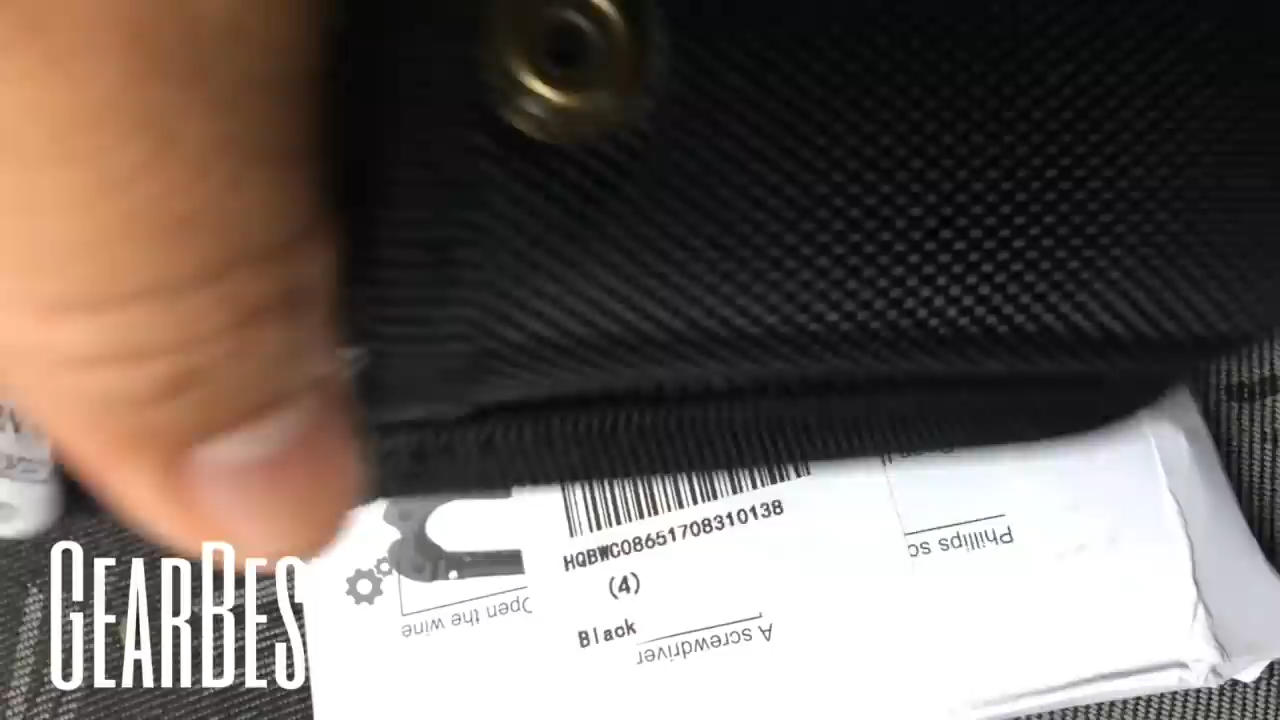 HQBWC08651708310138
(4)
Black
Phillips sc
A screwdriver
Open the wine
GEARBES